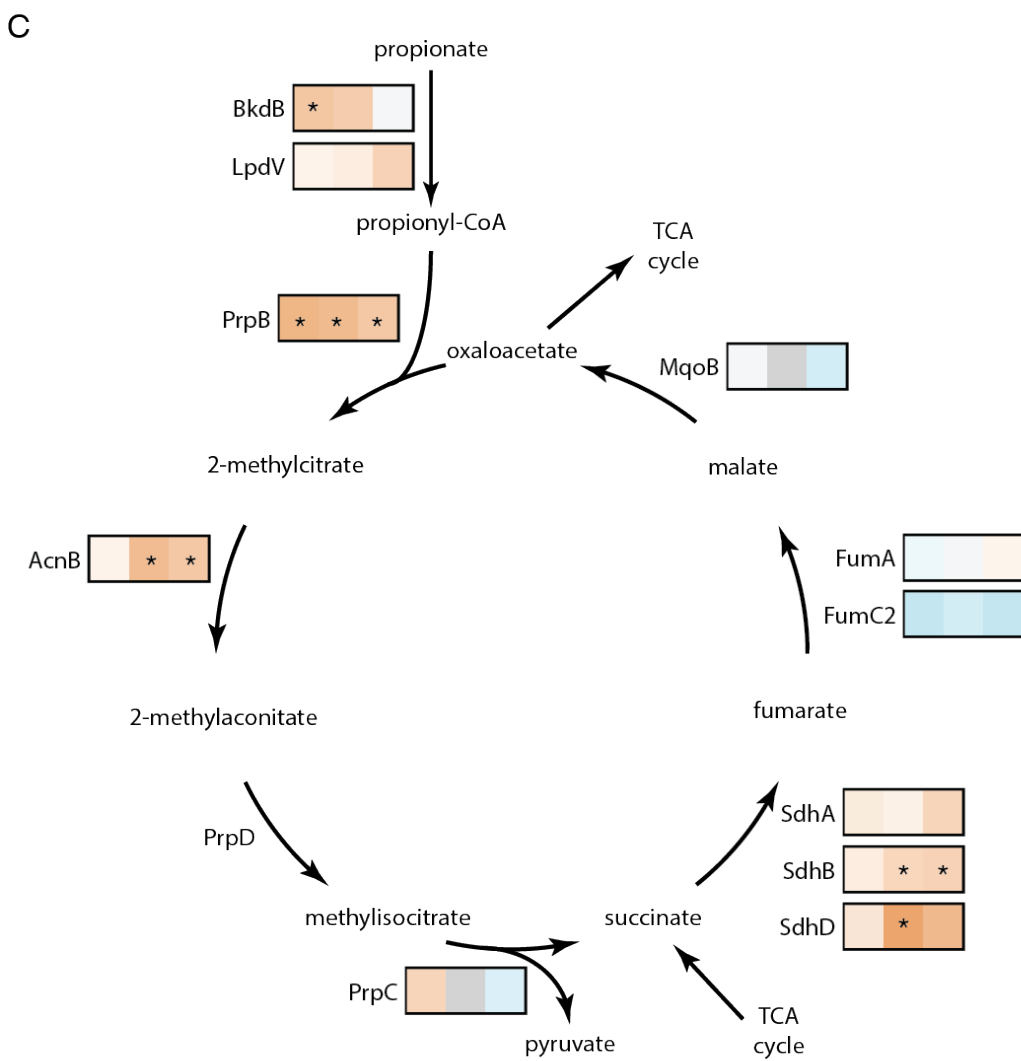 C
propionate
BkdB
*
LpdV
propionyl-CoA
TCA
cycle
PrpB
* * *
oxaloacetate
MqoB
2-methylcitrate
malate
AcnB
* *
FumA
FumC2
2-methylaconitate
fumarate
PrpD
SdhA
SdhB
* *
SdhD
*
methylisocitrate
succinate
PrpC
TCA
cycle
pyruvate